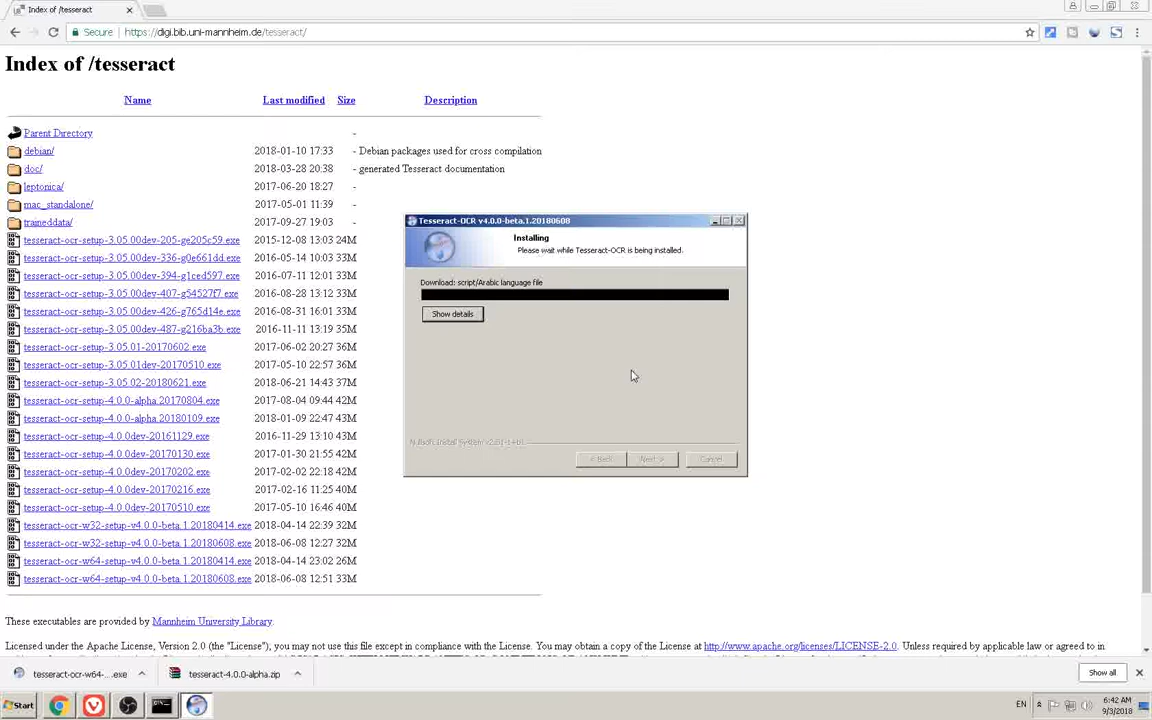 Index of /tesseract
Secure https://digi.bib.uni-mannheim.de/tesseract/
Index of /tesseract
Name Last modified Size Description
Parent Directory -
debian/ 2018-01-10 17:33 - Debian packages used for cross compilation
doc/ 2018-03-28 20:38 - generated Tesseract documentation
leptonica/ 2017-06-20 18:27 -
mac_standalone/ 2017-05-01 11:39 -
traineddata/ 2017-09-27 19:03 -
tesseract-ocr-setup-3.05.00dev-205-ge205c59.exe 2015-12-08 13:03 24M
tesseract-ocr-setup-3.05.00dev-336-g0e661dd.exe 2016-05-14 10:03 33M
tesseract-ocr-setup-3.05.00dev-394-g1ced597.exe 2016-07-11 12:01 33M
tesseract-ocr-setup-3.05.00dev-407-g54527f7.exe 2016-08-28 13:12 33M
tesseract-ocr-setup-3.05.00dev-426-g765d14e.exe 2016-08-31 16:01 33M
tesseract-ocr-setup-3.05.00dev-487-g216ba3b.exe 2016-11-11 13:19 35M
tesseract-ocr-setup-3.05.01-20170602.exe 2017-06-02 20:27 36M
tesseract-ocr-setup-3.05.01dev-20170510.exe 2017-05-10 22:57 36M
tesseract-ocr-setup-3.05.02-20180621.exe 2018-06-21 14:43 37M
tesseract-ocr-setup-4.0.0-alpha.20170804.exe 2017-08-04 09:44 42M
tesseract-ocr-setup-4.0.0-alpha.20180109.exe 2018-01-09 22:47 43M
tesseract-ocr-setup-4.0.0dev-20161129.exe 2016-11-29 13:10 43M
tesseract-ocr-setup-4.0.0dev-20170130.exe 2017-01-30 21:55 42M
tesseract-ocr-setup-4.0.0dev-20170202.exe 2017-02-02 22:18 42M
tesseract-ocr-setup-4.0.0dev-20170216.exe 2017-02-16 11:25 40M
tesseract-ocr-setup-4.0.0dev-20170510.exe 2017-05-10 16:46 40M
tesseract-ocr-w32-setup-v4.0.0-beta.1.20180414.exe 2018-04-14 22:39 32M
tesseract-ocr-w32-setup-v4.0.0-beta.1.20180608.exe 2018-06-08 12:27 32M
tesseract-ocr-w64-setup-v4.0.0-beta.1.20180414.exe 2018-04-14 23:02 26M
tesseract-ocr-w64-setup-v4.0.0-beta.1.20180608.exe 2018-06-08 12:51 33M
Tesseract-OCR v4.0.0-beta.1.20180608
Installing
Please wait while Tesseract-OCR is being installed.
Download: script/Arabic language file
Show details
< Back Next > Cancel
These executables are provided by Mannheim University Library.
Licensed under the Apache License, Version 2.0 (the "License"); you may not use this file except in compliance with the License. You may obtain a copy of the License at http://www.apache.org/licenses/LICENSE-2.0. Unless required by applicable law or agreed to in
tesseract-ocr-w64-....exe tesseract-4.0.0-alpha.zip Show all
Start EN 6:42 AM
9/3/2018